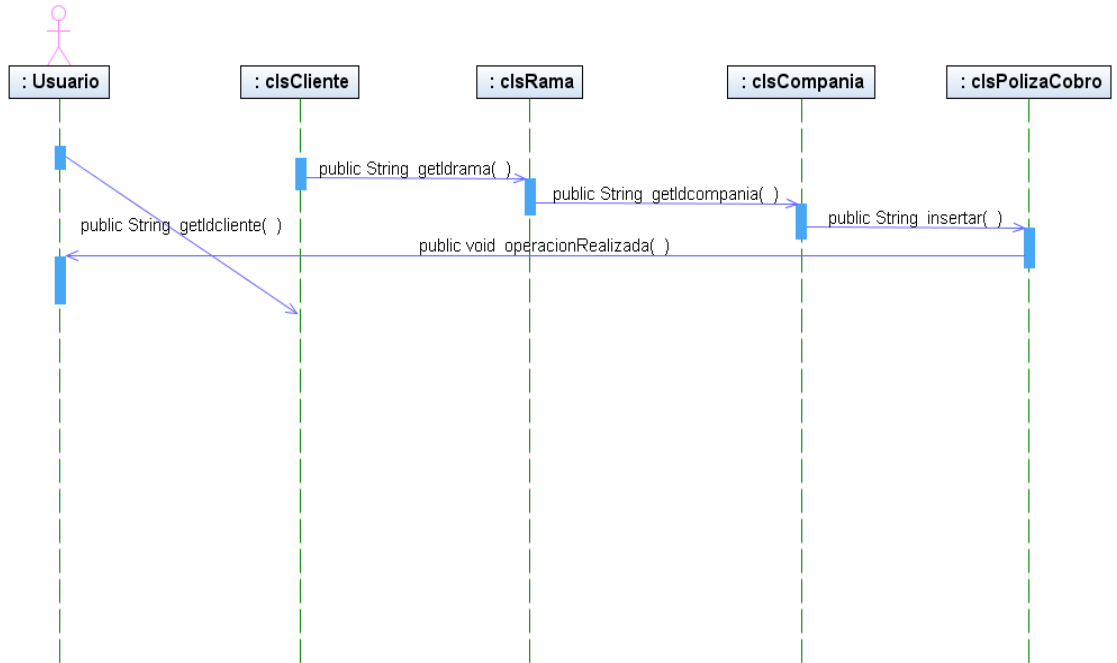 : Usuario
: clsCliente
: clsRama
: clsCompania
: clsPolizaCobro
public String getIdrama( )
public String getIdcompania( )
public String insertar( )
public String getIdcliente( )
public void operacionRealizada( )